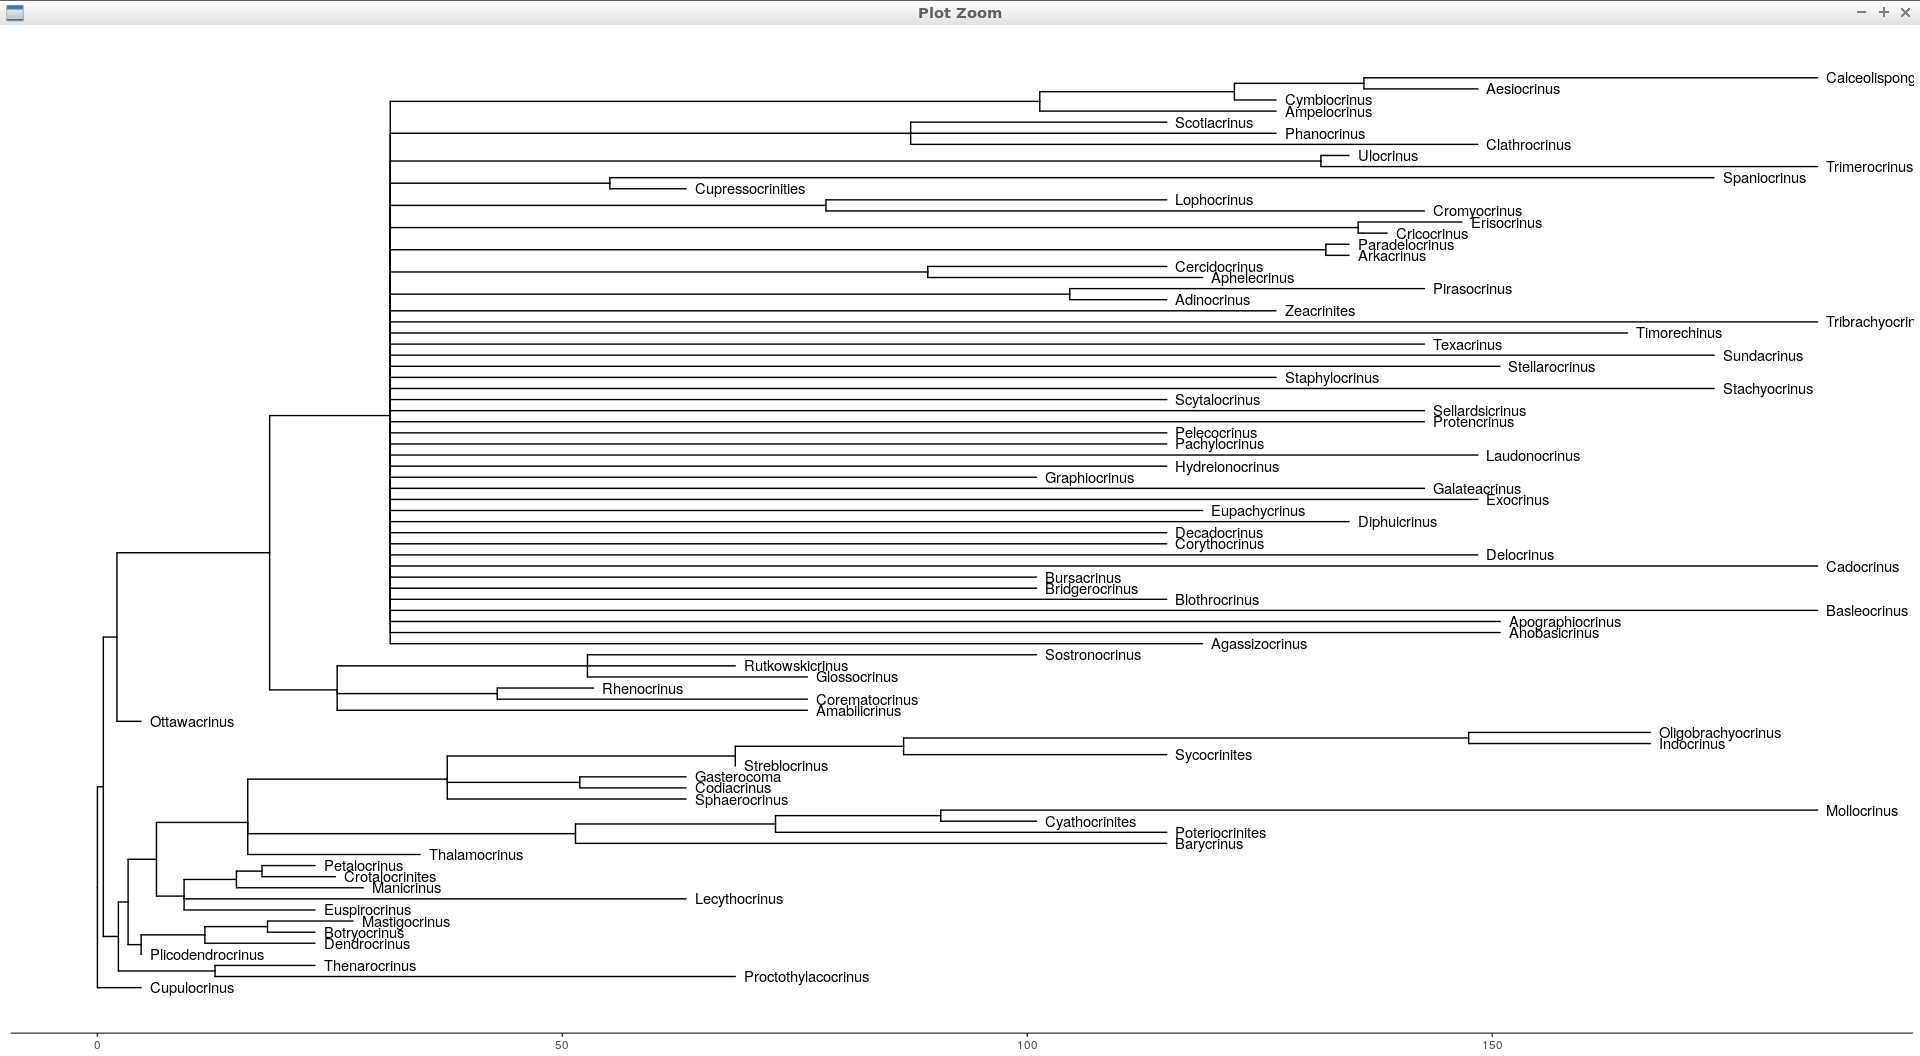 Plot Zoom
Calceolispong
Aesiocrinus
Cymbiocrinus
Ampelocrinus
Scotiacrinus
Phanocrinus
Clathrocrinus
Ulocrinus
Trimerocrinus
Spaniocrinus
Cupressocrinities
Lophocrinus
Cromyocrinus
Erisocrinus
Cricocrinus
Paradelocrinus
Arkacrinus
Cercidocrinus
Aphelecrinus
Pirasocrinus
Adinocrinus
Zeacrinites
Tribrachyocrin
Timorechinus
Texacrinus
Sundacrinus
Stellarocrinus
Staphylocrinus
Stachyocrinus
Scytalocrinus
Sellardsicrinus
Protencrinus
Pelecocrinus
Pachylocrinus
Laudonocrinus
Hydreionocrinus
Graphiocrinus
Galateacrinus
Exocrinus
Eupachycrinus
Diphuicrinus
Decadocrinus
Corythocrinus
Delocrinus
Cadocrinus
Bursacrinus
Bridgerocrinus
Blothrocrinus
Basleocrinus
Apographiocrinus
Ahobasicrinus
Agassizocrinus
Sostronocrinus
Rutkowskicrinus
Glossocrinus
Rhenocrinus
Corematocrinus
Amabilicrinus
Ottawacrinus
Oligobrachyocrinus
Indocrinus
Sycocrinites
Streblocrinus
Gasterocoma
Codiacrinus
Sphaerocrinus
Mollocrinus
Cyathocrinites
Poteriocrinites
Barycrinus
Thalamocrinus
Petalocrinus
Crotalocrinites
Manicrinus
Lecythocrinus
Euspirocrinus
Mastigocrinus
Botryocrinus
Dendrocrinus
Plicodendrocrinus
Thenarocrinus
Proctothylacocrinus
Cupulocrinus
0 50 100 150